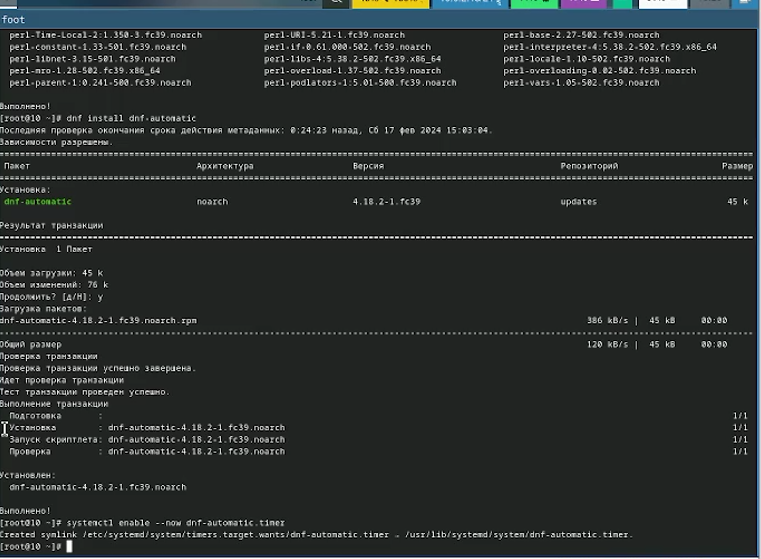 foot
perl-Time-Local-2:1.350-3.fc39.noarch perl-URI-5.21-1.fc39.noarch perl-base-2.27-502.fc39.noarch
perl-constant-1.33-501.fc39.noarch perl-if-0.61.000-502.fc39.noarch perl-interpreter-4:5.38.2-502.fc39.x86_64
perl-libnet-3.15-501.fc39.noarch perl-libs-4:5.38.2-502.fc39.x86_64 perl-locale-1.10-502.fc39.noarch
perl-mro-1.28-502.fc39.x86_64 perl-overload-1.37-502.fc39.noarch perl-overloading-0.02-502.fc39.noarch
perl-parent-1:0.241-500.fc39.noarch perl-podlators-1:5.01-500.fc39.noarch perl-vars-1.05-502.fc39.noarch
Выполнено!
[root@10 ~]# dnf install dnf-automatic
Последняя проверка окончания срока действия метаданных: 0:24:23 назад, Сб 17 фев 2024 15:03:04.
Зависимости разрешены.
Пакет Архитектура Версия Репозиторий Размер
Установка:
dnf-automatic noarch 4.18.2-1.fc39 updates 45 k
Результат транзакции
Установка 1 Пакет
Объем загрузки: 45 k
Объем изменений: 76 k
Продолжить? [д/Н]: y
Загрузка пакетов:
dnf-automatic-4.18.2-1.fc39.noarch.rpm 386 kB/s | 45 kB 00:00
Общий размер 120 kB/s | 45 kB 00:00
Проверка транзакции
Проверка транзакции успешно завершена.
Идет проверка транзакции
Тест транзакции проведен успешно.
Выполнение транзакции
Подготовка : 1/1
Установка : dnf-automatic-4.18.2-1.fc39.noarch 1/1
Запуск скриптлета: dnf-automatic-4.18.2-1.fc39.noarch 1/1
Проверка : dnf-automatic-4.18.2-1.fc39.noarch 1/1
Установлен:
dnf-automatic-4.18.2-1.fc39.noarch
Выполнено!
[root@10 ~]# systemctl enable --now dnf-automatic.timer
Created symlink /etc/systemd/system/timers.target.wants/dnf-automatic.timer → /usr/lib/systemd/system/dnf-automatic.timer.
[root@10 ~]#